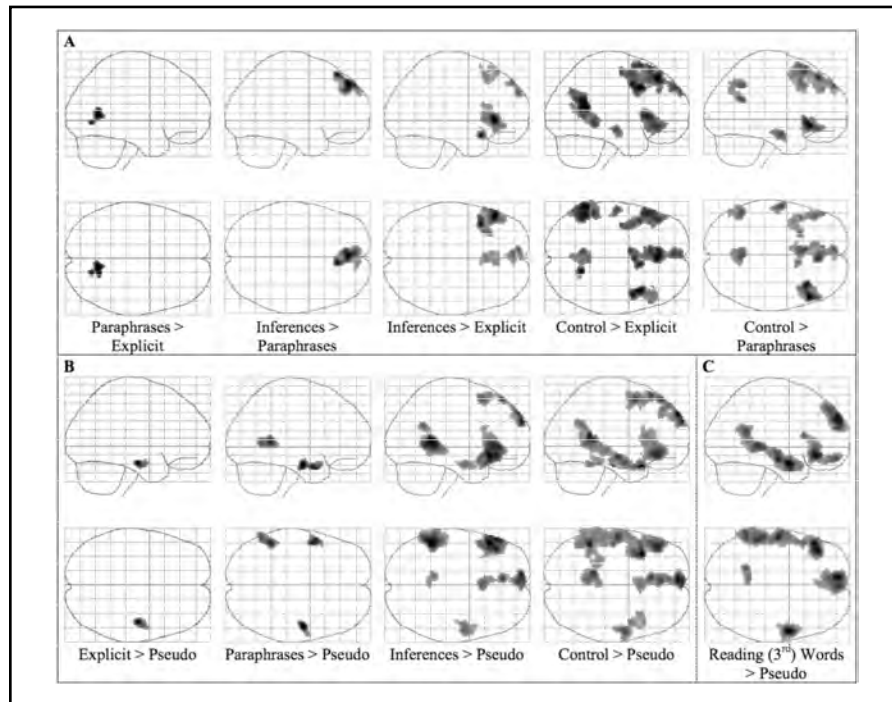 A
Paraphrases >
Explicit
Inferences >
Paraphrases
Inferences > Explicit
Control > Explicit
Control >
Paraphrases
B
C
Explicit > Pseudo
Paraphrases > Pseudo
Inferences > Pseudo
Control > Pseudo
Reading (3rd) Words
> Pseudo